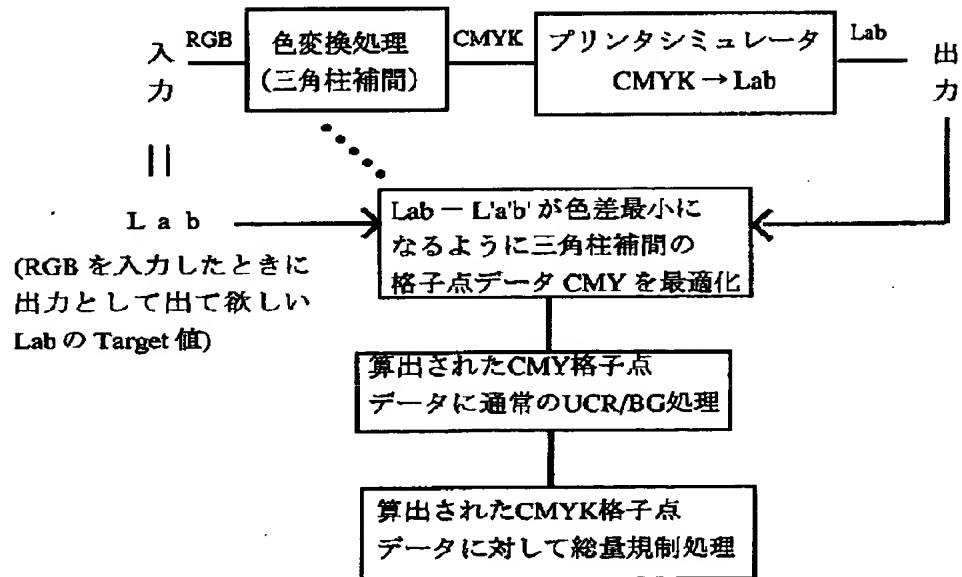 入力
RGB
色変換処理
(三角柱補間)
CMYK
プリンタシミュレータ
CMYK→Lab
Lab
出力
||
Lab
(RGB を入力したときに
出力として出て欲しい
Lab の Target 値)
Lab－L'a'b' が色差最小に
なるように三角柱補間の
格子点データ CMY を最適化
算出されたCMY格子点
データに通常のUCR/BG処理
算出されたCMYK格子点
データに対して総量規制処理